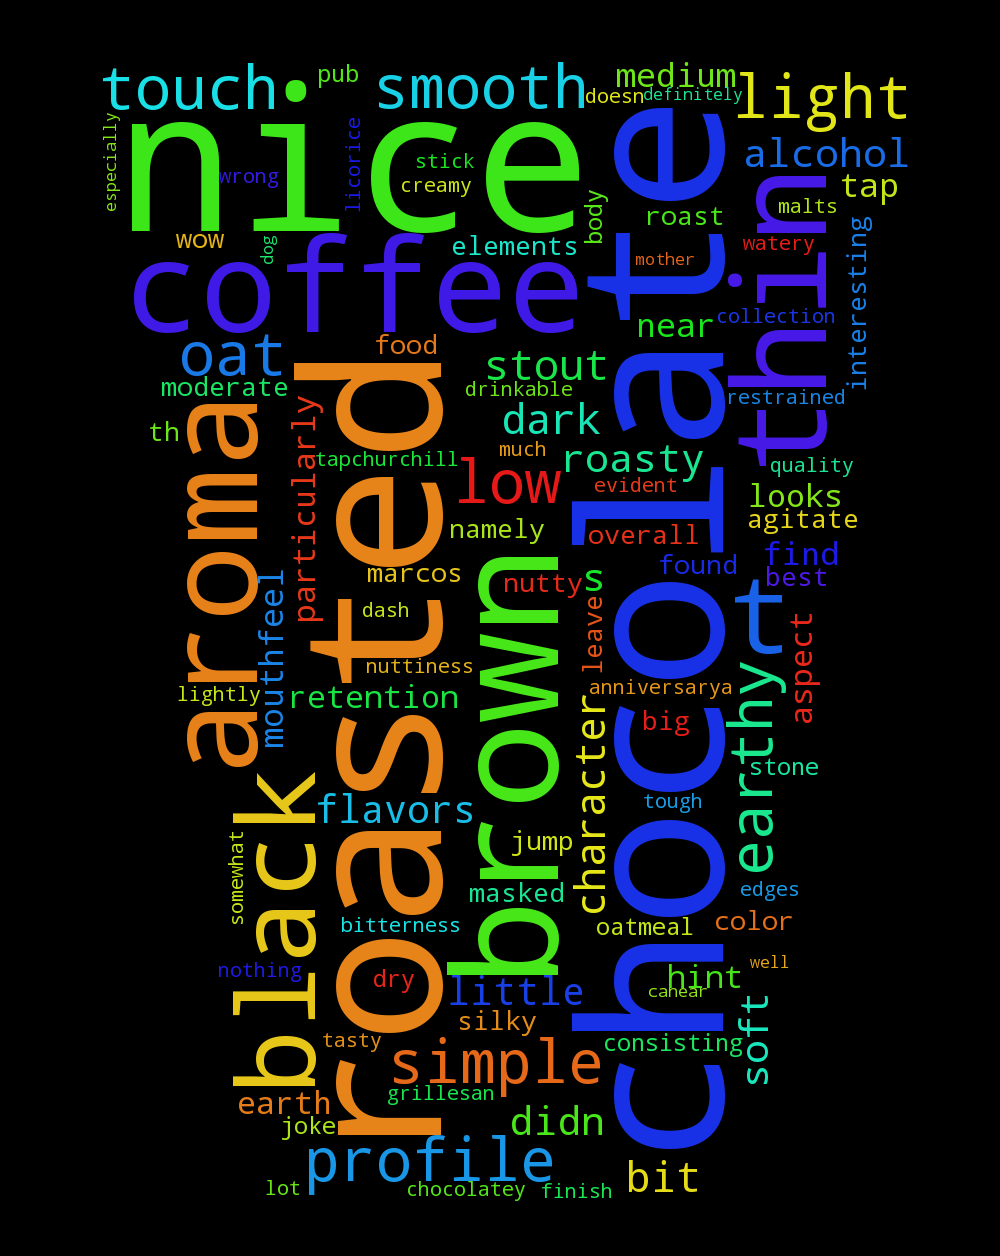 touch
pub
smooth
medium
doesn
definitely
light
nice
especially
wrong
licorice
stick
creamy
body
roast
alcohol
tap
malts
wow
dog
elements
mother
watery
interesting
coffee
chocolate
thin
near
collection
oat
food
stout
moderate
drinkable
restrained
th
aroma
particularly
roasted
dark
tapchurchill
much
roasty
quality
low
evident
looks
agitate
namely
overall
marcos
nutty
s
found
find
best
t
mouthfeel
dash
brown
leave
nuttiness
aspect
lightly
retention
anniversarya
big
earthy
character
stone
black
flavors
tough
somewhat
jump
masked
edges
bitterness
oatmeal
color
nothing
dry
little
hint
well
canear
soft
silky
tasty
simple
consisting
earth
grillesan
joke
didn
profile
bit
lot
chocolatey
finish